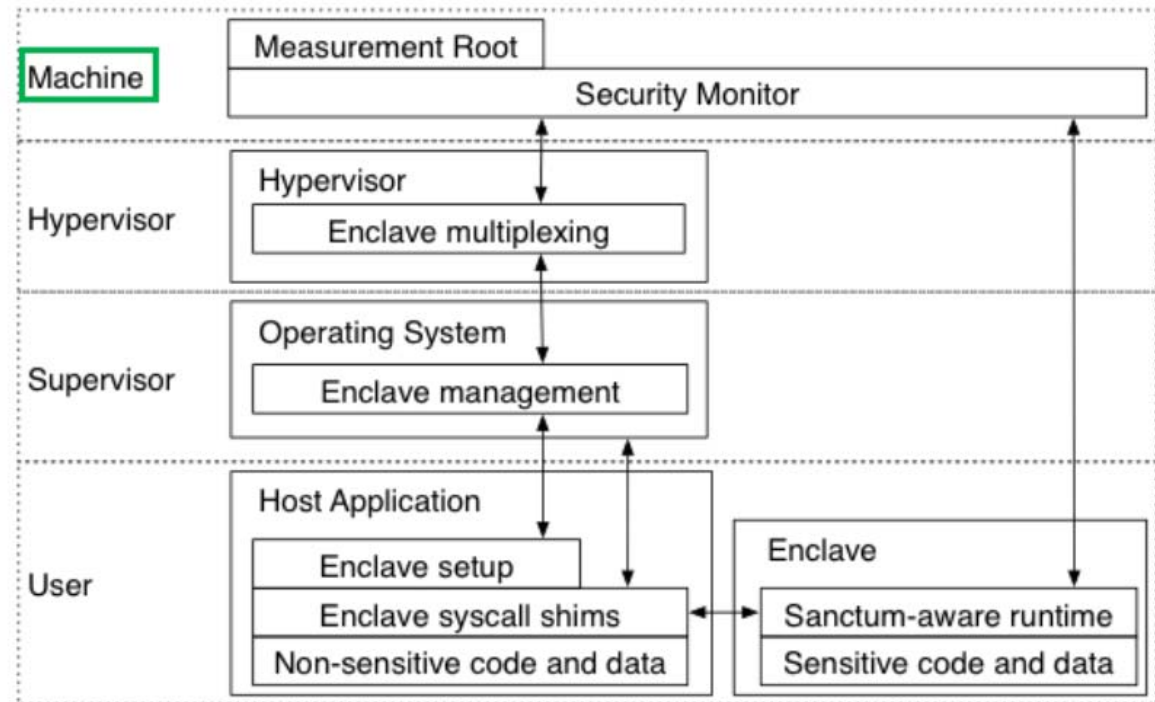 Measurement Root
Machine
Security Monitor
Hypervisor
Hypervisor
Enclave multiplexing
Operating System
Supervisor
Enclave management
Host Application
Enclave
Enclave setup
User
Enclave syscall shims
Sanctum-aware runtime
Non-sensitive code and data
Sensitive code and data